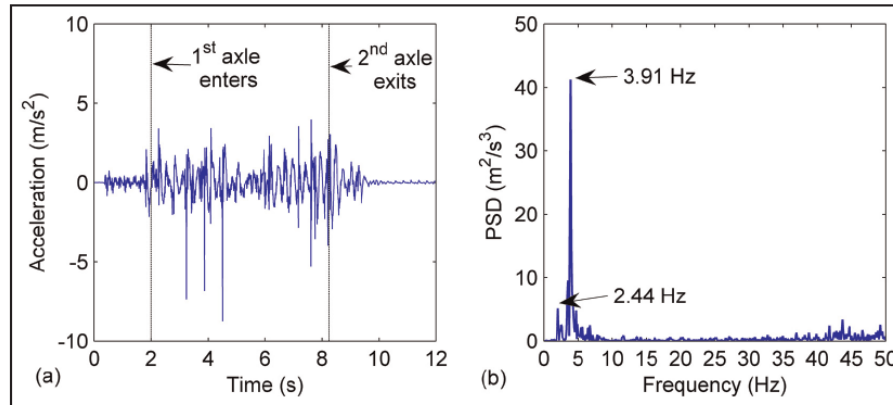 10
5
0
-5
-10
Acceleration (m/s²)
1st axle
enters
2nd axle
exits
(a)
0 2 4 6 8 10 12
Time (s)
50
40
30
20
10
0
PSD (m²/s³)
3.91 Hz
2.44 Hz
(b)
0 5 10 15 20 25 30 35 40 45 50
Frequency (Hz)